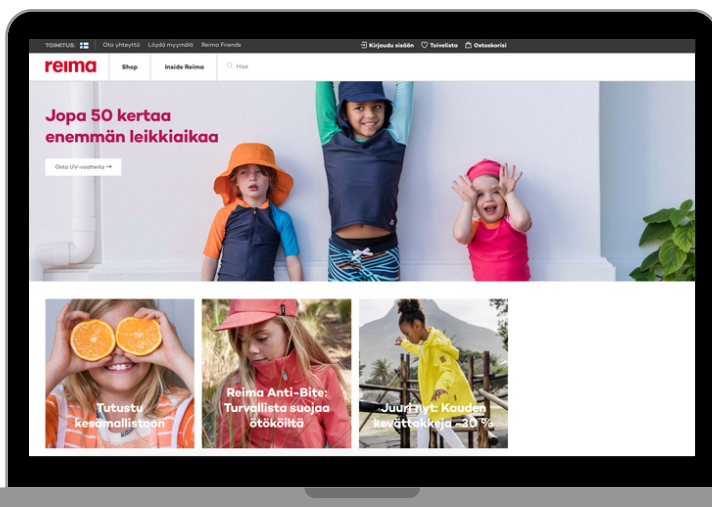 TOIMITUS:
Ota yhteyttä
Löydä myymälä
Reima Friends
Kirjaudu sisään
Toivelista
Ostoskorisi
reima
Shop
Inside Reima
Hae
Jopa 50 kertaa
enemmän leikkiaikaa
Osta UV-vaatteita →
Tutustu
kesämallistoon
Reima Anti-Bite:
Turvallista suojaa
ötököiltä
Juuri nyt: Kauden
kevättakkeja -30 %